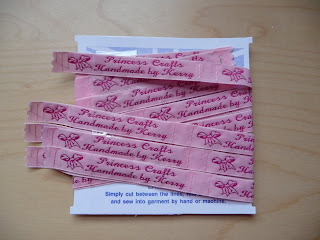 Princess Crafts
Handmade by Kerry
Princess Crafts
Handmade by Kerry
Princess Crafts
Handmade by Kerry
Princess Crafts
Handmade by Kerry
Princess Crafts
Handmade by Kerry
Simply cut between the lines,
and sew into garment by hand or machine.